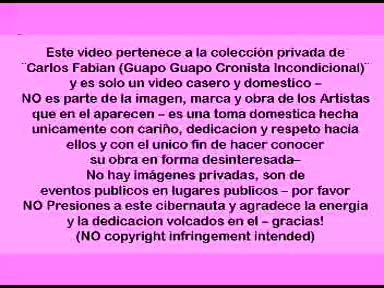 Este video pertenece a la colección privada de
¨Carlos Fabian (Guapo Guapo Cronista Incondicional)¨
y es solo un video casero y domestico –
NO es parte de la imagen, marca y obra de los Artistas
que en el aparecen – es una toma domestica hecha
unicamente con cariño, dedicacion y respeto hacia
ellos y con el unico fin de hacer conocer
su obra en forma desinteresada–
No hay imágenes privadas, son de
eventos publicos en lugares publicos – por favor
NO Presiones a este cibernauta y agradece la energia
y la dedicacion volcados en el – gracias!
(NO copyright infringement intended)